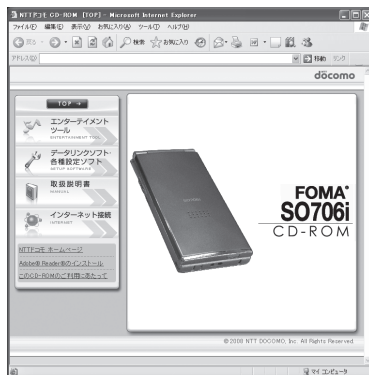 NTTドコモ CD-ROM [TOP] - Microsoft Internet Explorer
ファイル(F) 編集(E) 表示(V) お気に入り(A) ツール(T) ヘルプ(H)
戻る 検索 お気に入り
アドレス(D) 移動 リンク
döcomo
TOP
エンターテイメント
ツール
ENTERTAINMENT TOOL
データリンクソフト・
各種設定ソフト
SETUP SOFTWARE
取扱説明書
MANUAL
インターネット接続
INTERNET
NTTドコモ ホームページ
Adobe® Reader®のインストール
このCD-ROMのご利用にあたって
FOMA®
SO706i
CD-ROM
© 2008 NTT DOCOMO, Inc. All Rights Reserved.
マイ コンピュータ